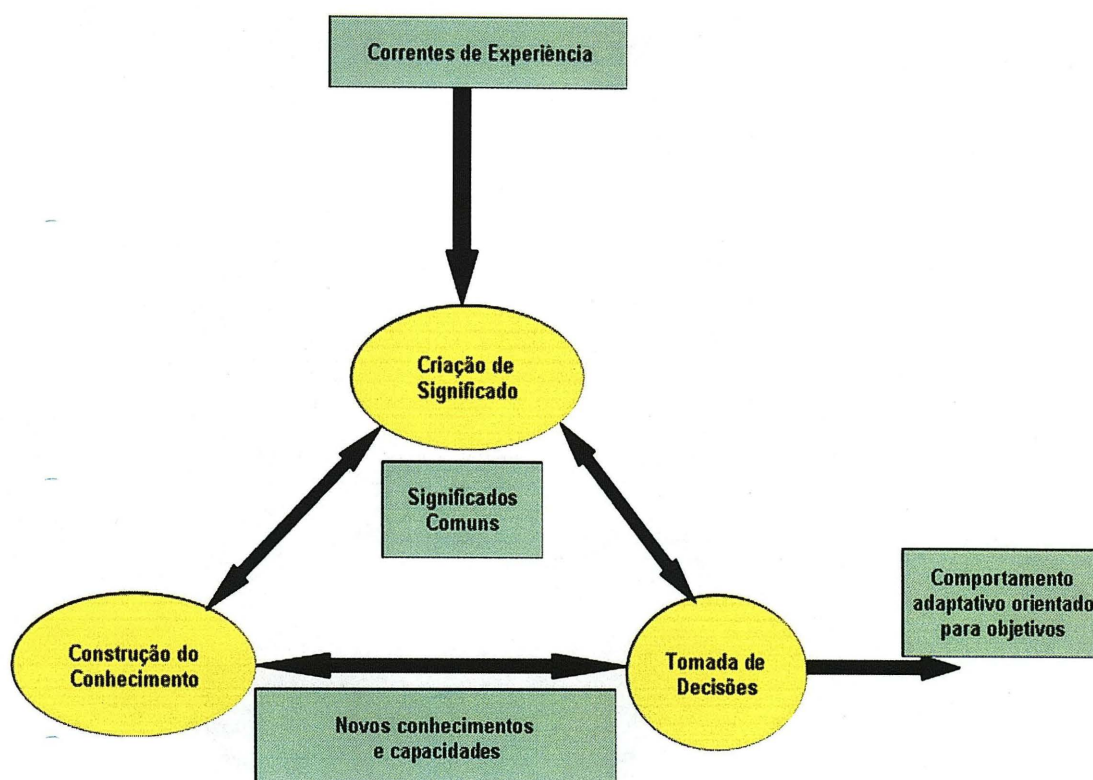 Correntes de Experiência
Criação de
Significado
Significados
Comuns
Comportamento
adaptativo orientado
para objetivos
Construção do
Conhecimento
Tomada de
Decisões
Novos conhecimentos
e capacidades